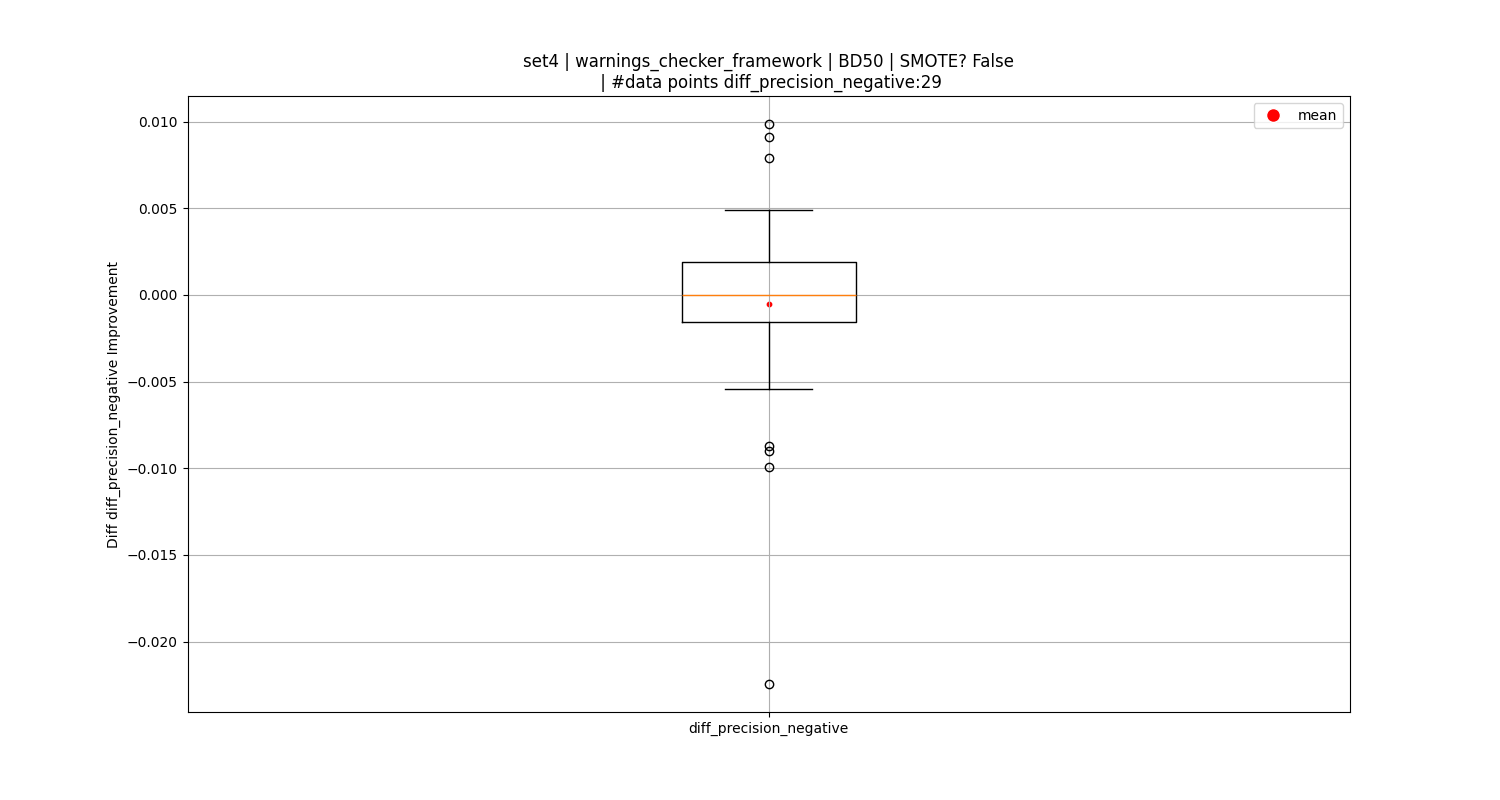 set4 | warnings_checker_framework | BD50 | SMOTE? False
| #data points diff_precision_negative:29
mean
0.010
0.005
0.000
−0.005
−0.010
−0.015
−0.020
Diff diff_precision_negative Improvement
diff_precision_negative